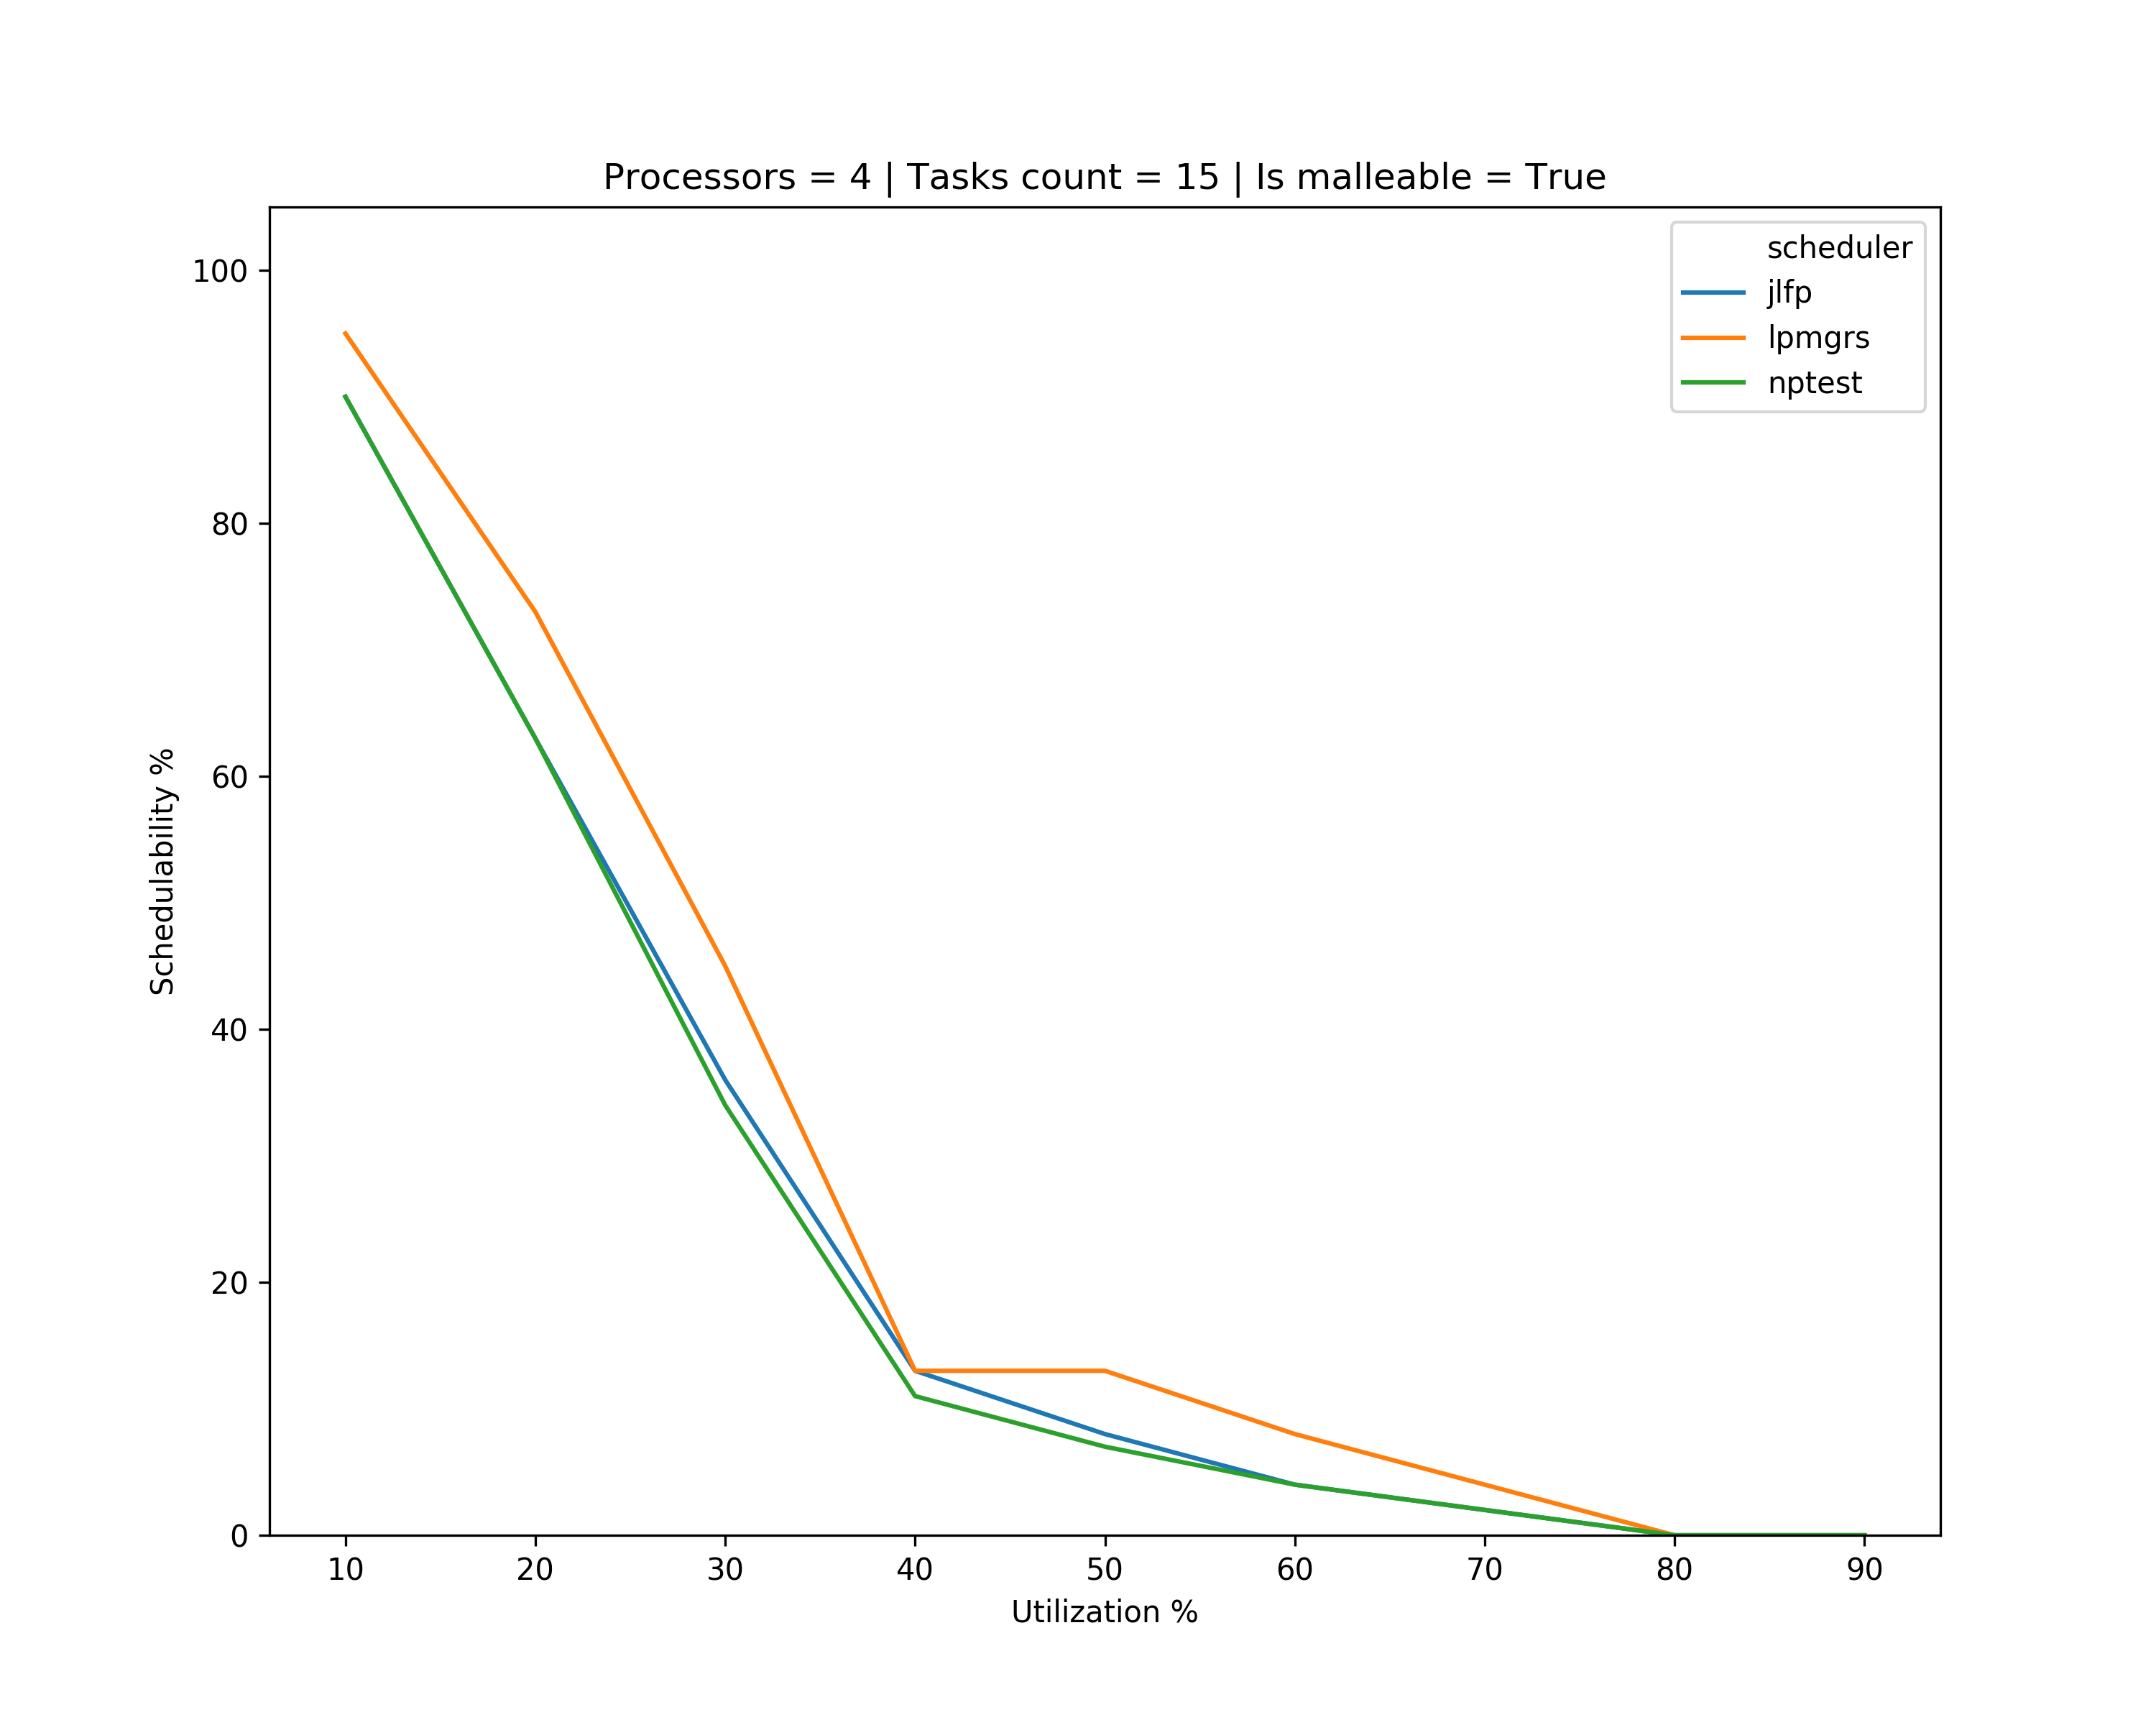 Processors = 4 | Tasks count = 15 | Is malleable = True
scheduler
jlfp
lpmgrs
nptest
Schedulability %
100
80
60
40
20
0
10 20 30 40 50 60 70 80 90
Utilization %